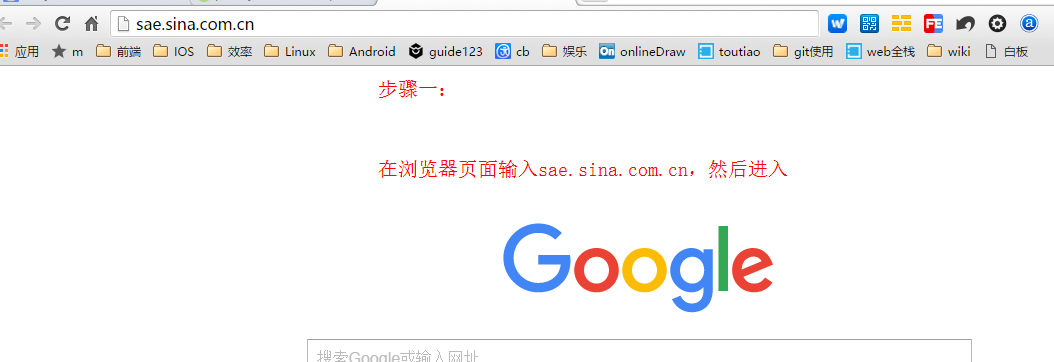 sae.sina.com.cn
应用 m 前端 IOS 效率 Linux Android guide123 cb 娱乐 On onlineDraw toutiao git使用 web全栈 wiki 白板
步骤一：
在浏览器页面输入sae.sina.com.cn，然后进入
Google
搜索Google或输入网址